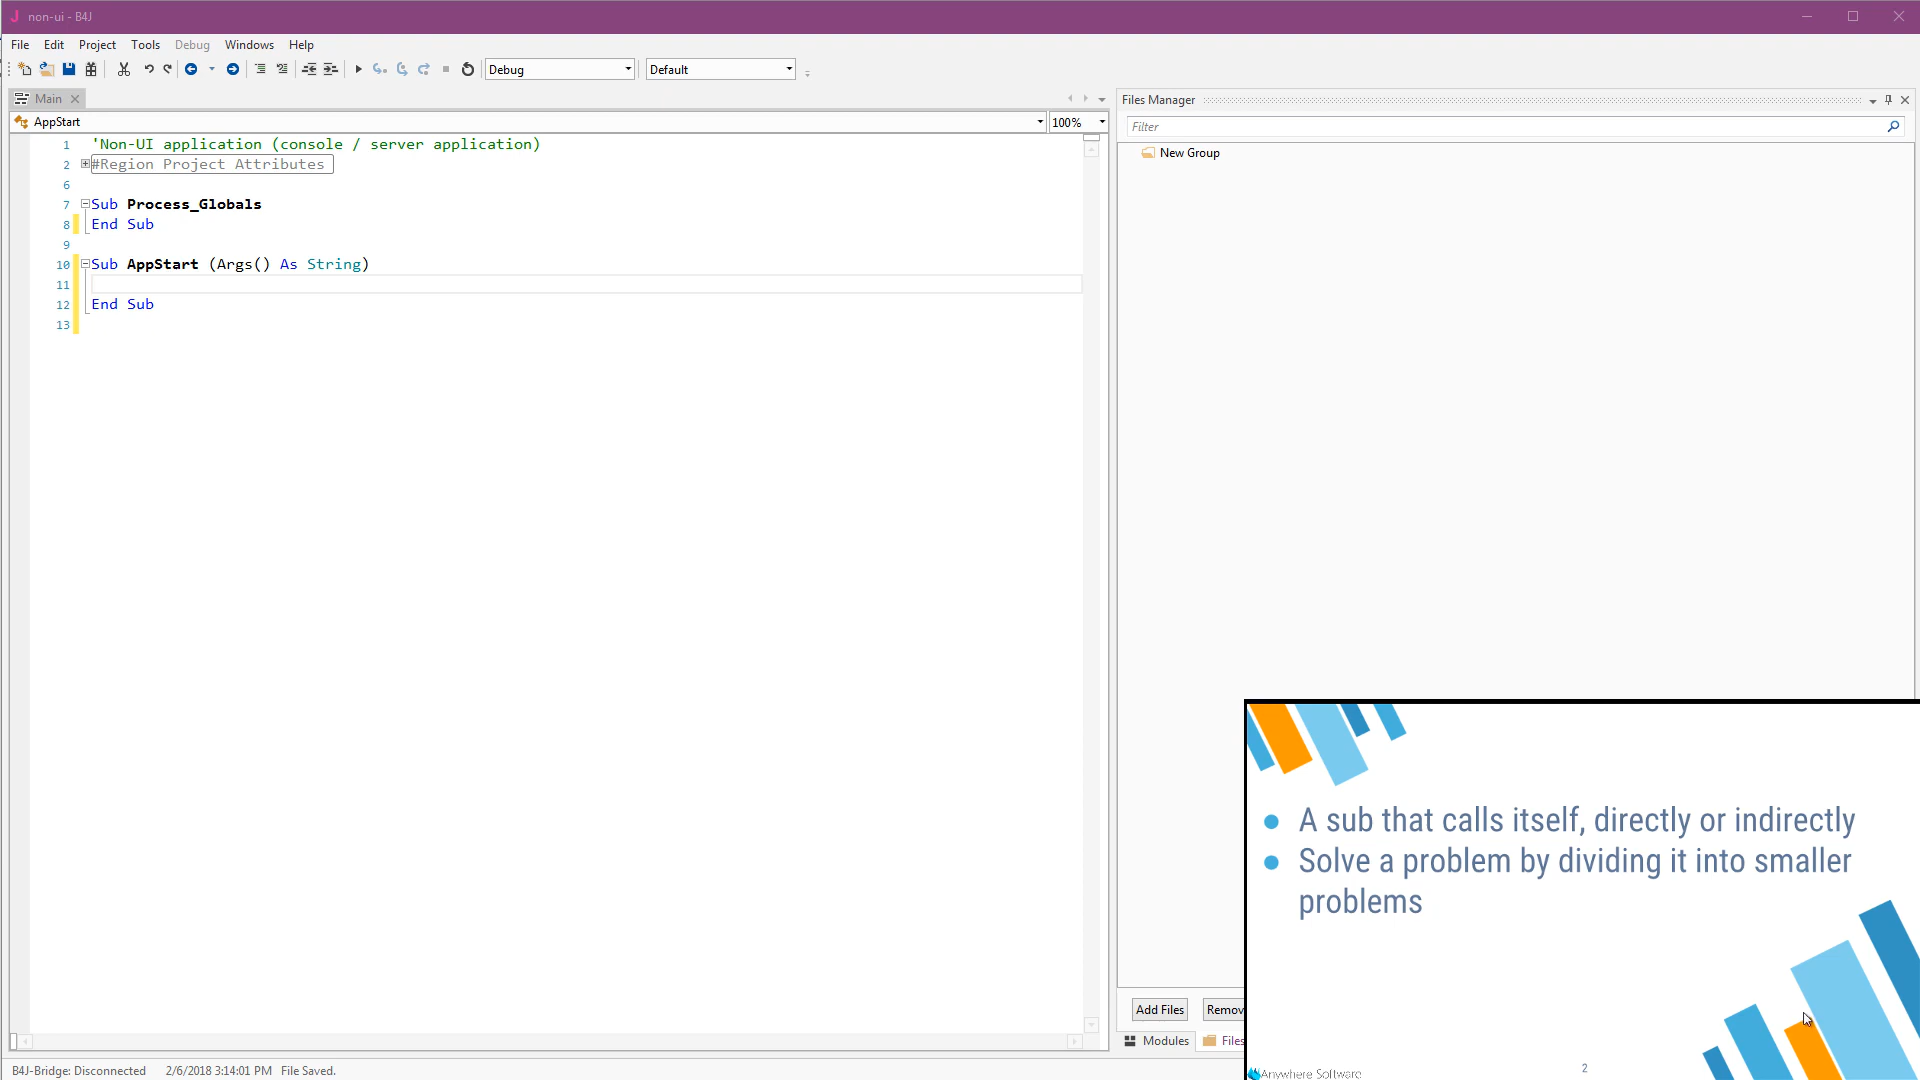 non-ui - B4J
File Edit Project Tools Debug Windows Help
Debug Default
Main
AppStart 100%
1 'Non-UI application (console / server application)
2 #Region Project Attributes
6
7 Sub Process_Globals
8 End Sub
9
10 Sub AppStart (Args() As String)
11
12 End Sub
13
Files Manager
Filter
New Group
Add Files Remov
Modules Files
A sub that calls itself, directly or indirectly
Solve a problem by dividing it into smaller
problems
Anywhere Software
2
B4J-Bridge: Disconnected 2/6/2018 3:14:01 PM File Saved.